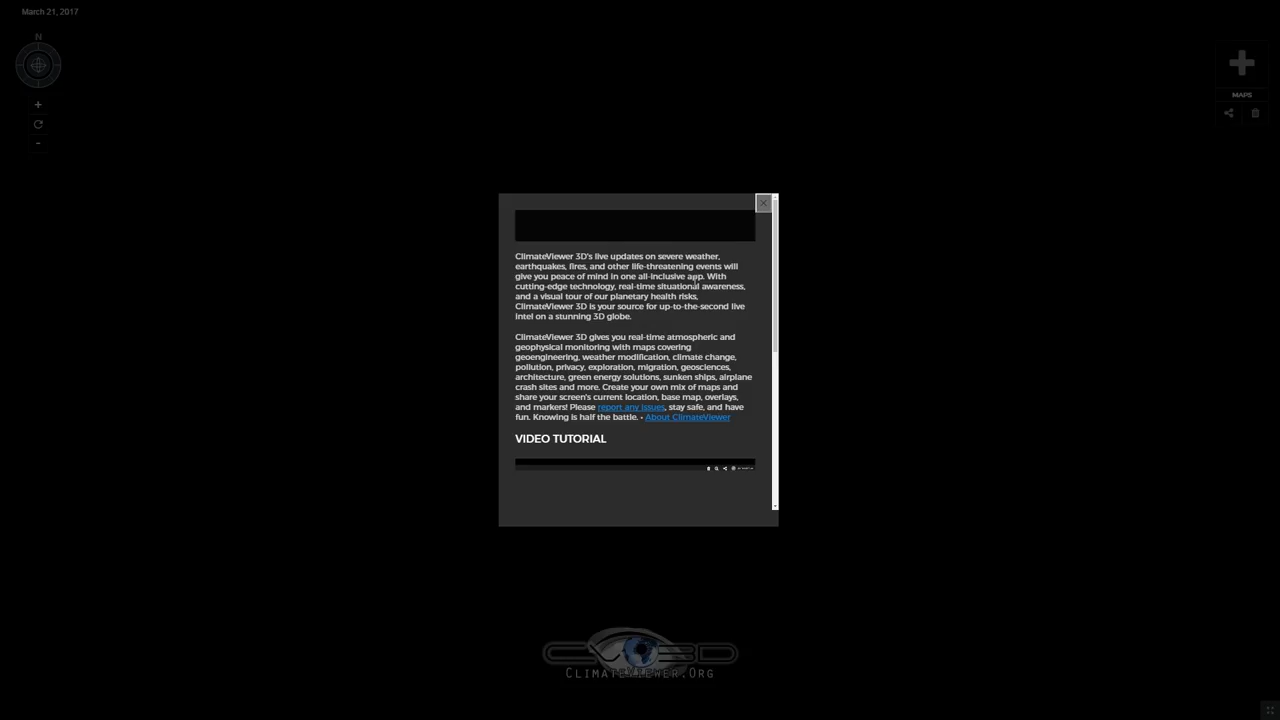 March 21, 2017
N
MAPS
ClimateViewer 3D's live updates on severe weather,
earthquakes, fires, and other life-threatening events will
give you peace of mind in one all-inclusive app. With
cutting-edge technology, real-time situational awareness,
and a visual tour of our planetary health risks,
ClimateViewer 3D is your source for up-to-the-second live
intel on a stunning 3D globe.
ClimateViewer 3D gives you real-time atmospheric and
geophysical monitoring with maps covering
geoengineering, weather modification, climate change,
pollution, privacy, exploration, migration, geosciences,
architecture, green energy solutions, sunken ships, airplane
crash sites and more. Create your own mix of maps and
share your screen's current location, base map, overlays,
and markers! Please report any issues, stay safe, and have
fun. Knowing is half the battle. • About ClimateViewer
VIDEO TUTORIAL
CV3D
CLIMATEVIEWER.ORG